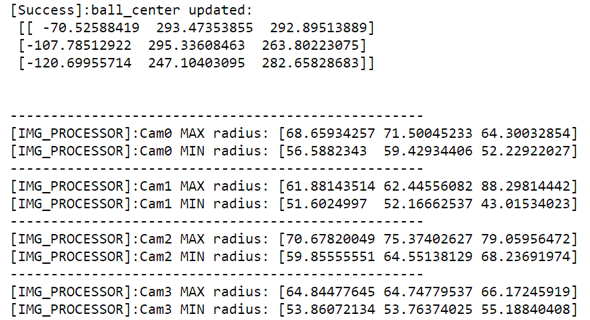 [Success]:ball_center updated:
[[ -70.52588419  293.47353855  292.89513889]
[-107.78512922  295.33608463  263.80223075]
[-120.69955714  247.10403095  282.65828683]]
---------------------------------------------------
[IMG_PROCESSOR]:Cam0 MAX radius: [68.65934257 71.50045233 64.30032854]
[IMG_PROCESSOR]:Cam0 MIN radius: [56.5882343  59.42934406 52.22922027]
---------------------------------------------------
[IMG_PROCESSOR]:Cam1 MAX radius: [61.88143514 62.44556082 88.29814442]
[IMG_PROCESSOR]:Cam1 MIN radius: [51.6024997  52.16662537 43.01534023]
---------------------------------------------------
[IMG_PROCESSOR]:Cam2 MAX radius: [70.67820049 75.37402627 79.05956472]
[IMG_PROCESSOR]:Cam2 MIN radius: [59.85555551 64.55138129 68.23691974]
---------------------------------------------------
[IMG_PROCESSOR]:Cam3 MAX radius: [64.84477645 64.74779537 66.17245919]
[IMG_PROCESSOR]:Cam3 MIN radius: [53.86072134 53.76374025 55.18840408]